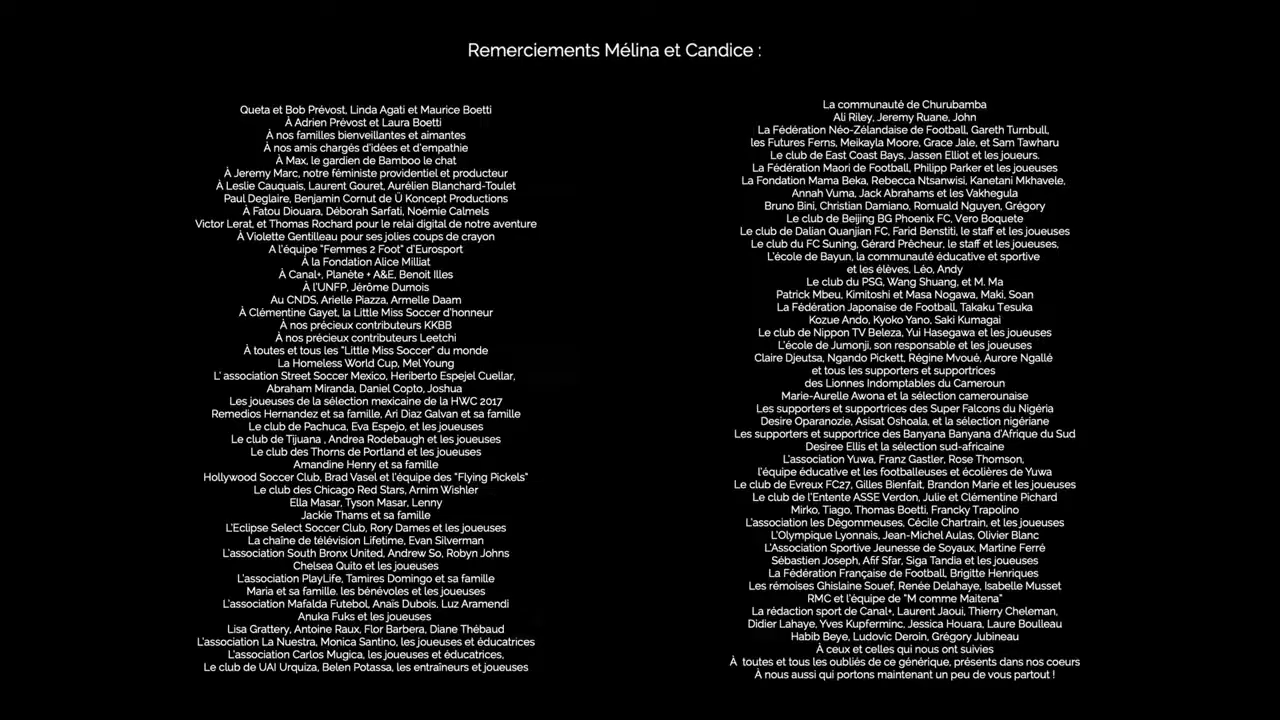 Remerciements Mélina et Candice :
Queta et Bob Prévost, Linda Agati et Maurice Boetti
À Adrien Prévost et Laura Boetti
À nos familles bienveillantes et aimantes
À nos amis chargés d'idées et d'empathie
À Max, le gardien de Bamboo le chat
À Jeremy Marc, notre féministe providentiel et producteur
À Leslie Cauquais, Laurent Gouret, Aurélien Blanchard-Toulet
Paul Deglaire, Benjamin Cornut de Ü Koncept Productions
À Fatou Diouara, Déborah Sarfati, Noémie Calmels
Victor Lerat, et Thomas Rochard pour le relai digital de notre aventure
À Violette Gentilleau pour ses jolies coups de crayon
A l'équipe "Femmes 2 Foot" d'Eurosport
À la Fondation Alice Milliat
À Canal+, Planète + A&E, Benoit Illes
À l'UNFP, Jérôme Dumois
Au CNDS, Arielle Piazza, Armelle Daam
À Clémentine Gayet, la Little Miss Soccer d'honneur
À nos précieux contributeurs KKBB
À nos précieux contributeurs Leetchi
À toutes et tous les "Little Miss Soccer" du monde
La Homeless World Cup, Mel Young
L' association Street Soccer Mexico, Heriberto Espejel Cuellar,
Abraham Miranda, Daniel Copto, Joshua
Les joueuses de la sélection mexicaine de la HWC 2017
Remedios Hernandez et sa famille, Ari Diaz Galvan et sa famille
Le club de Pachuca, Eva Espejo, et les joueuses
Le club de Tijuana , Andrea Rodebaugh et les joueuses
Le club des Thorns de Portland et les joueuses
Amandine Henry et sa famille
Hollywood Soccer Club, Brad Vasel et l'équipe des "Flying Pickels"
Le club des Chicago Red Stars, Arnim Wishler
Ella Masar, Tyson Masar, Lenny
Jackie Thams et sa famille
L'Eclipse Select Soccer Club, Rory Dames et les joueuses
La chaîne de télévision Lifetime, Evan Silverman
L'association South Bronx United, Andrew So, Robyn Johns
Chelsea Quito et les joueuses
L'association PlayLife, Tamires Domingo et sa famille
Maria et sa famille. les bénévoles et les joueuses
L'association Mafalda Futebol, Anaïs Dubois, Luz Aramendi
Anuka Fuks et les joueuses
Lisa Grattery, Antoine Raux, Flor Barbera, Diane Thébaud
L'association La Nuestra, Monica Santino, les joueuses et éducatrices
L'association Carlos Mugica, les joueuses et éducatrices,
Le club de UAI Urquiza, Belen Potassa, les entraîneurs et joueuses
La communauté de Churubamba
Ali Riley, Jeremy Ruane, John
La Fédération Néo-Zélandaise de Football, Gareth Turnbull,
les Futures Ferns, Meikayla Moore, Grace Jale, et Sam Tawharu
Le club de East Coast Bays, Jassen Elliot et les joueurs.
La Fédération Maori de Football, Philipp Parker et les joueuses
La Fondation Mama Beka, Rebecca Ntsanwisi, Kanetani Mkhavele,
Annah Vuma, Jack Abrahams et les Vakhegula
Bruno Bini, Christian Damiano, Romuald Nguyen, Grégory
Le club de Beijing BG Phoenix FC, Vero Boquete
Le club de Dalian Quanjian FC, Farid Benstiti, le staff et les joueuses
Le club du FC Suning, Gérard Prêcheur, le staff et les joueuses,
L'école de Bayun, la communauté éducative et sportive
et les élèves, Léo, Andy
Le club du PSG, Wang Shuang, et M. Ma
Patrick Mbeu, Kimitoshi et Masa Nogawa, Maki, Soan
La Fédération Japonaise de Football, Takaku Tesuka
Kozue Ando, Kyoko Yano, Saki Kumagai
Le club de Nippon TV Beleza, Yui Hasegawa et les joueuses
L'école de Jumonji, son responsable et les joueuses
Claire Djeutsa, Ngando Pickett, Régine Mvoué, Aurore Ngallé
et tous les supporters et supportrices
des Lionnes Indomptables du Cameroun
Marie-Aurelle Awona et la sélection camerounaise
Les supporters et supportrices des Super Falcons du Nigéria
Desire Oparanozie, Asisat Oshoala, et la sélection nigériane
Les supporters et supportrice des Banyana Banyana d'Afrique du Sud
Desiree Ellis et la sélection sud-africaine
L'association Yuwa, Franz Gastler, Rose Thomson,
l'équipe éducative et les footballeuses et écolières de Yuwa
Le club de Evreux FC27, Gilles Bienfait, Brandon Marie et les joueuses
Le club de l'Entente ASSE Verdon, Julie et Clémentine Pichard
Mirko, Tiago, Thomas Boetti, Francky Trapolino
L'association les Dégommeuses, Cécile Chartrain, et les joueuses
L'Olympique Lyonnais, Jean-Michel Aulas, Olivier Blanc
L'Association Sportive Jeunesse de Soyaux, Martine Ferré
Sébastien Joseph, Afif Sfar, Siga Tandia et les joueuses
La Fédération Française de Football, Brigitte Henriques
Les rémoises Ghislaine Souef, Renée Delahaye, Isabelle Musset
RMC et l'équipe de "M comme Maitena"
La rédaction sport de Canal+, Laurent Jaoui, Thierry Cheleman,
Didier Lahaye, Yves Kupferminc, Jessica Houara, Laure Boulleau
Habib Beye, Ludovic Deroin, Grégory Jubineau
À ceux et celles qui nous ont suivies
À toutes et tous les oubliés de ce générique, présents dans nos coeurs
À nous aussi qui portons maintenant un peu de vous partout !